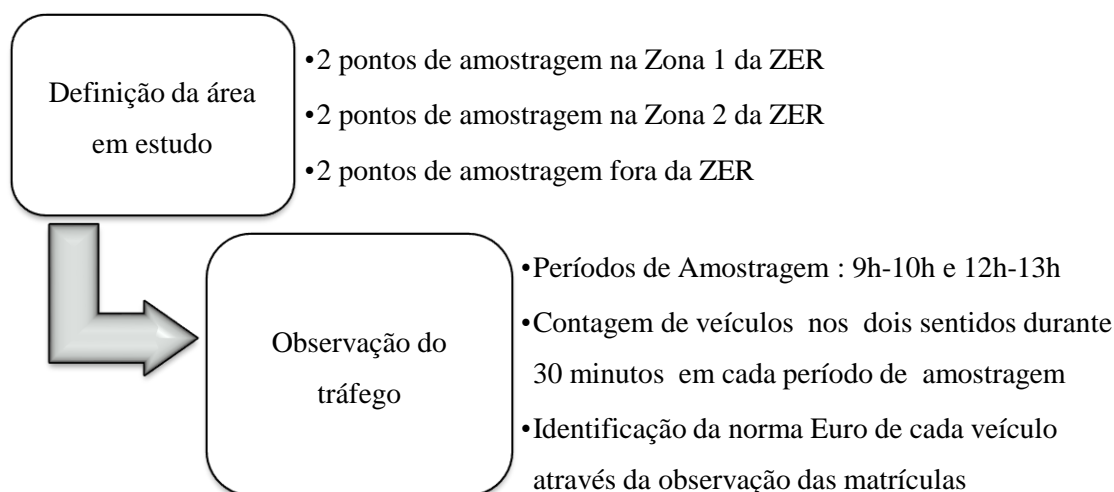 Definição da área
em estudo
•2 pontos de amostragem na Zona 1 da ZER
•2 pontos de amostragem na Zona 2 da ZER
•2 pontos de amostragem fora da ZER
Observação do
tráfego
•Períodos de Amostragem : 9h-10h e 12h-13h
•Contagem de veículos nos dois sentidos durante
30 minutos em cada período de amostragem
•Identificação da norma Euro de cada veículo
através da observação das matrículas